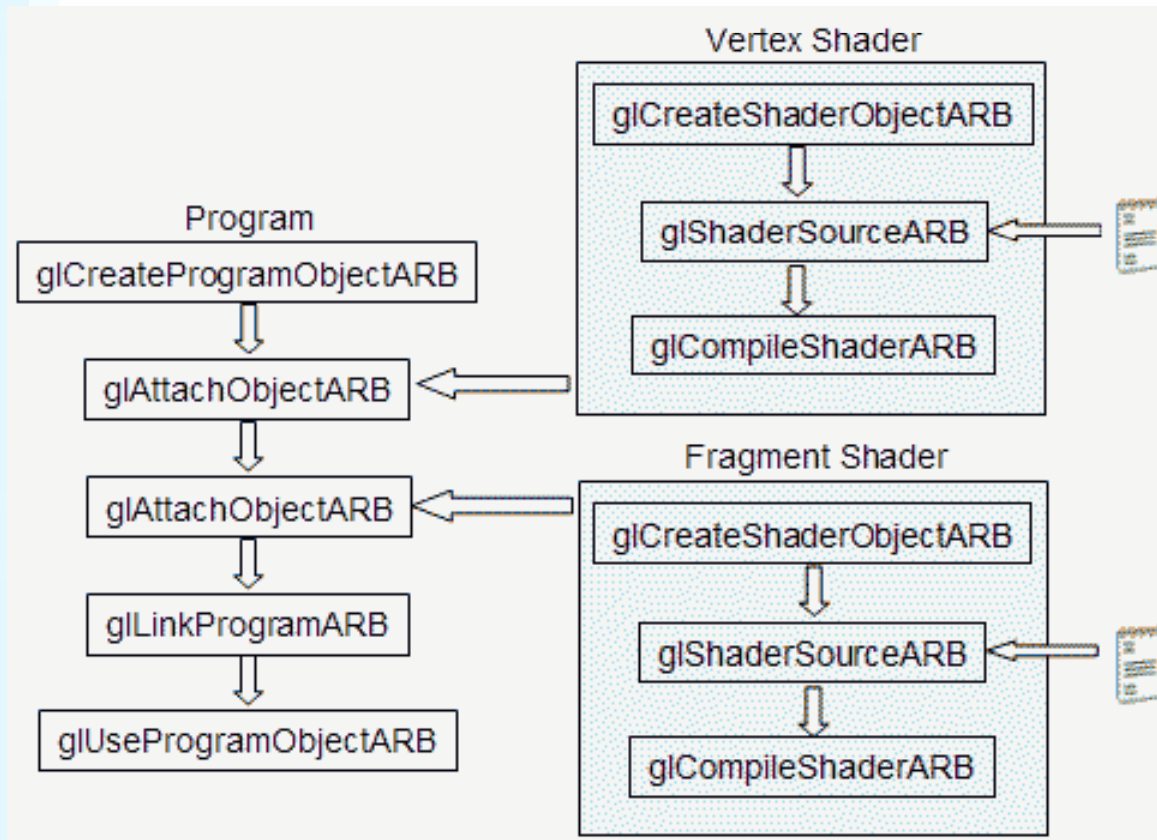 Vertex Shader
glCreateShaderObjectARB
glShaderSourceARB
glCompileShaderARB
Program
glCreateProgramObjectARB
glAttachObjectARB
glAttachObjectARB
glLinkProgramARB
glUseProgramObjectARB
Fragment Shader
glCreateShaderObjectARB
glShaderSourceARB
glCompileShaderARB